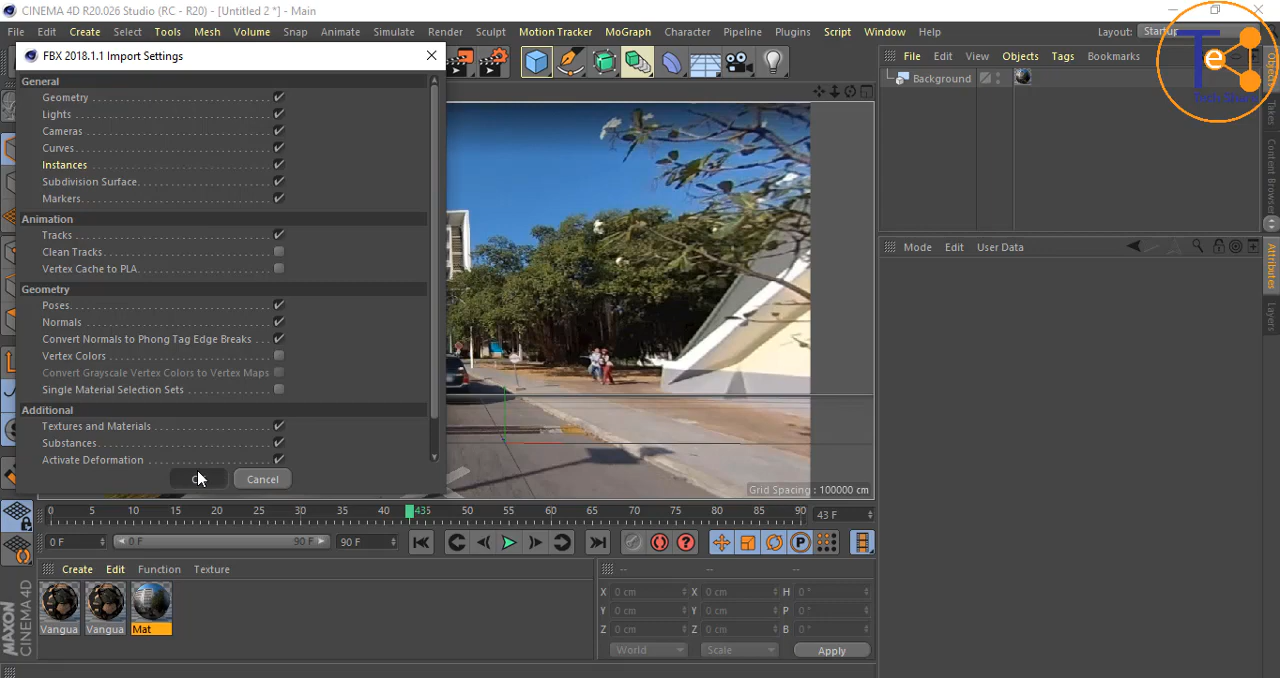 CINEMA 4D R20.026 Studio (RC - R20) - [Untitled 2 *] - Main
File Edit Create Select Tools Mesh Volume Snap Animate Simulate Render Sculpt Motion Tracker MoGraph Character Pipeline Plugins Script Window Help Layout: Startup
FBX 2018.1.1 Import Settings
General
Geometry
Lights
Cameras
Curves
Instances
Subdivision Surface
Markers
Animation
Tracks
Clean Tracks
Vertex Cache to PLA
Geometry
Poses
Normals
Convert Normals to Phong Tag Edge Breaks
Vertex Colors
Convert Grayscale Vertex Colors to Vertex Maps
Single Material Selection Sets
Additional
Textures and Materials
Substances
Activate Deformation
Cancel
Grid Spacing : 100000 cm
File Edit View Objects Tags Bookmarks
Background
Mode Edit User Data
Objects
Takes
Content Browser
Attributes
Layers
0 5 10 15 20 25 30 35 40 435 50 55 60 65 70 75 80 85 90 43 F
0 F 0 F 90 F 90 F
Create Edit Function Texture
Vangua Vangua Mat
-- -- --
X 0 cm X 0 cm H 0 °
Y 0 cm Y 0 cm P 0 °
Z 0 cm Z 0 cm B 0 °
World Scale Apply
MAXON
CINEMA 4D